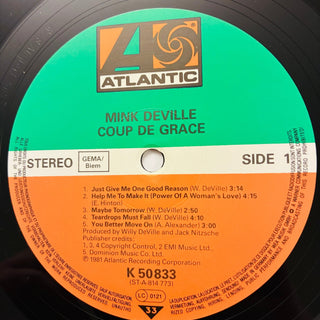 ATLANTIC
MINK DEVILLE
COUP DE GRACE
STEREO
GEMA/
Biem
SIDE 1
1. Just Give Me One Good Reason (W. DeVille) 3:14
2. Help Me To Make It (Power Of A Woman's Love) 4:15
(E. Hinton)
3. Maybe Tomorrow (W. DeVille) 2:50
4. Teardrops Must Fall (W. DeVille) 4:10
5. You Better Move On (A. Alexander) 3:00
Produced by Willy DeVille and Jack Nitzsche
Publisher credits:
1, 3, 4 Copyright Control, 2 EMI Music Ltd.
5. Dominion Music Co. Ltd.
℗ 1981 Atlantic Recording Corporation
K 50 833
(ST-A-814 773)
LC 0121
33